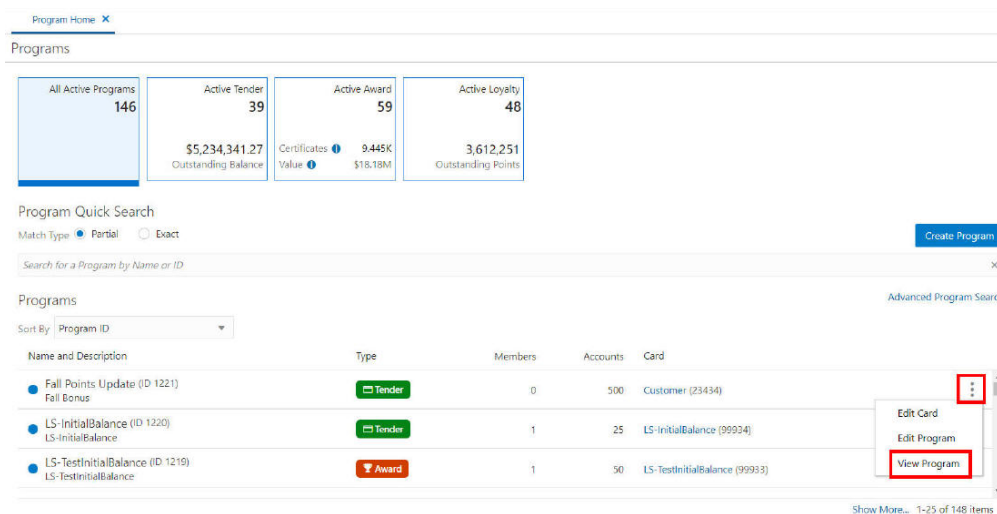 Program Home ✕
Programs
All Active Programs
146
Active Tender
39
$5,234,341.27
Outstanding Balance
Active Award
59
Certificates 9.445K
Value $18.18M
Active Loyalty
48
3,612,251
Outstanding Points
Program Quick Search
Match Type Partial Exact
Create Program
Search for a Program by Name or ID ×
Programs
Advanced Program Searc
Sort By Program ID
Name and Description Type Members Accounts Card
Fall Points Update (ID 1221) Tender 0 500 Customer (23434)
Fall Bonus
Edit Card
LS-InitialBalance (ID 1220) Tender 1 25 LS-InitialBalance (99934)
LS-InitialBalance
Edit Program
LS-TestInitialBalance (ID 1219) Award 1 50 LS-TestInitialBalance (99933)
LS-TestInitialBalance
View Program
Show More... 1-25 of 148 items